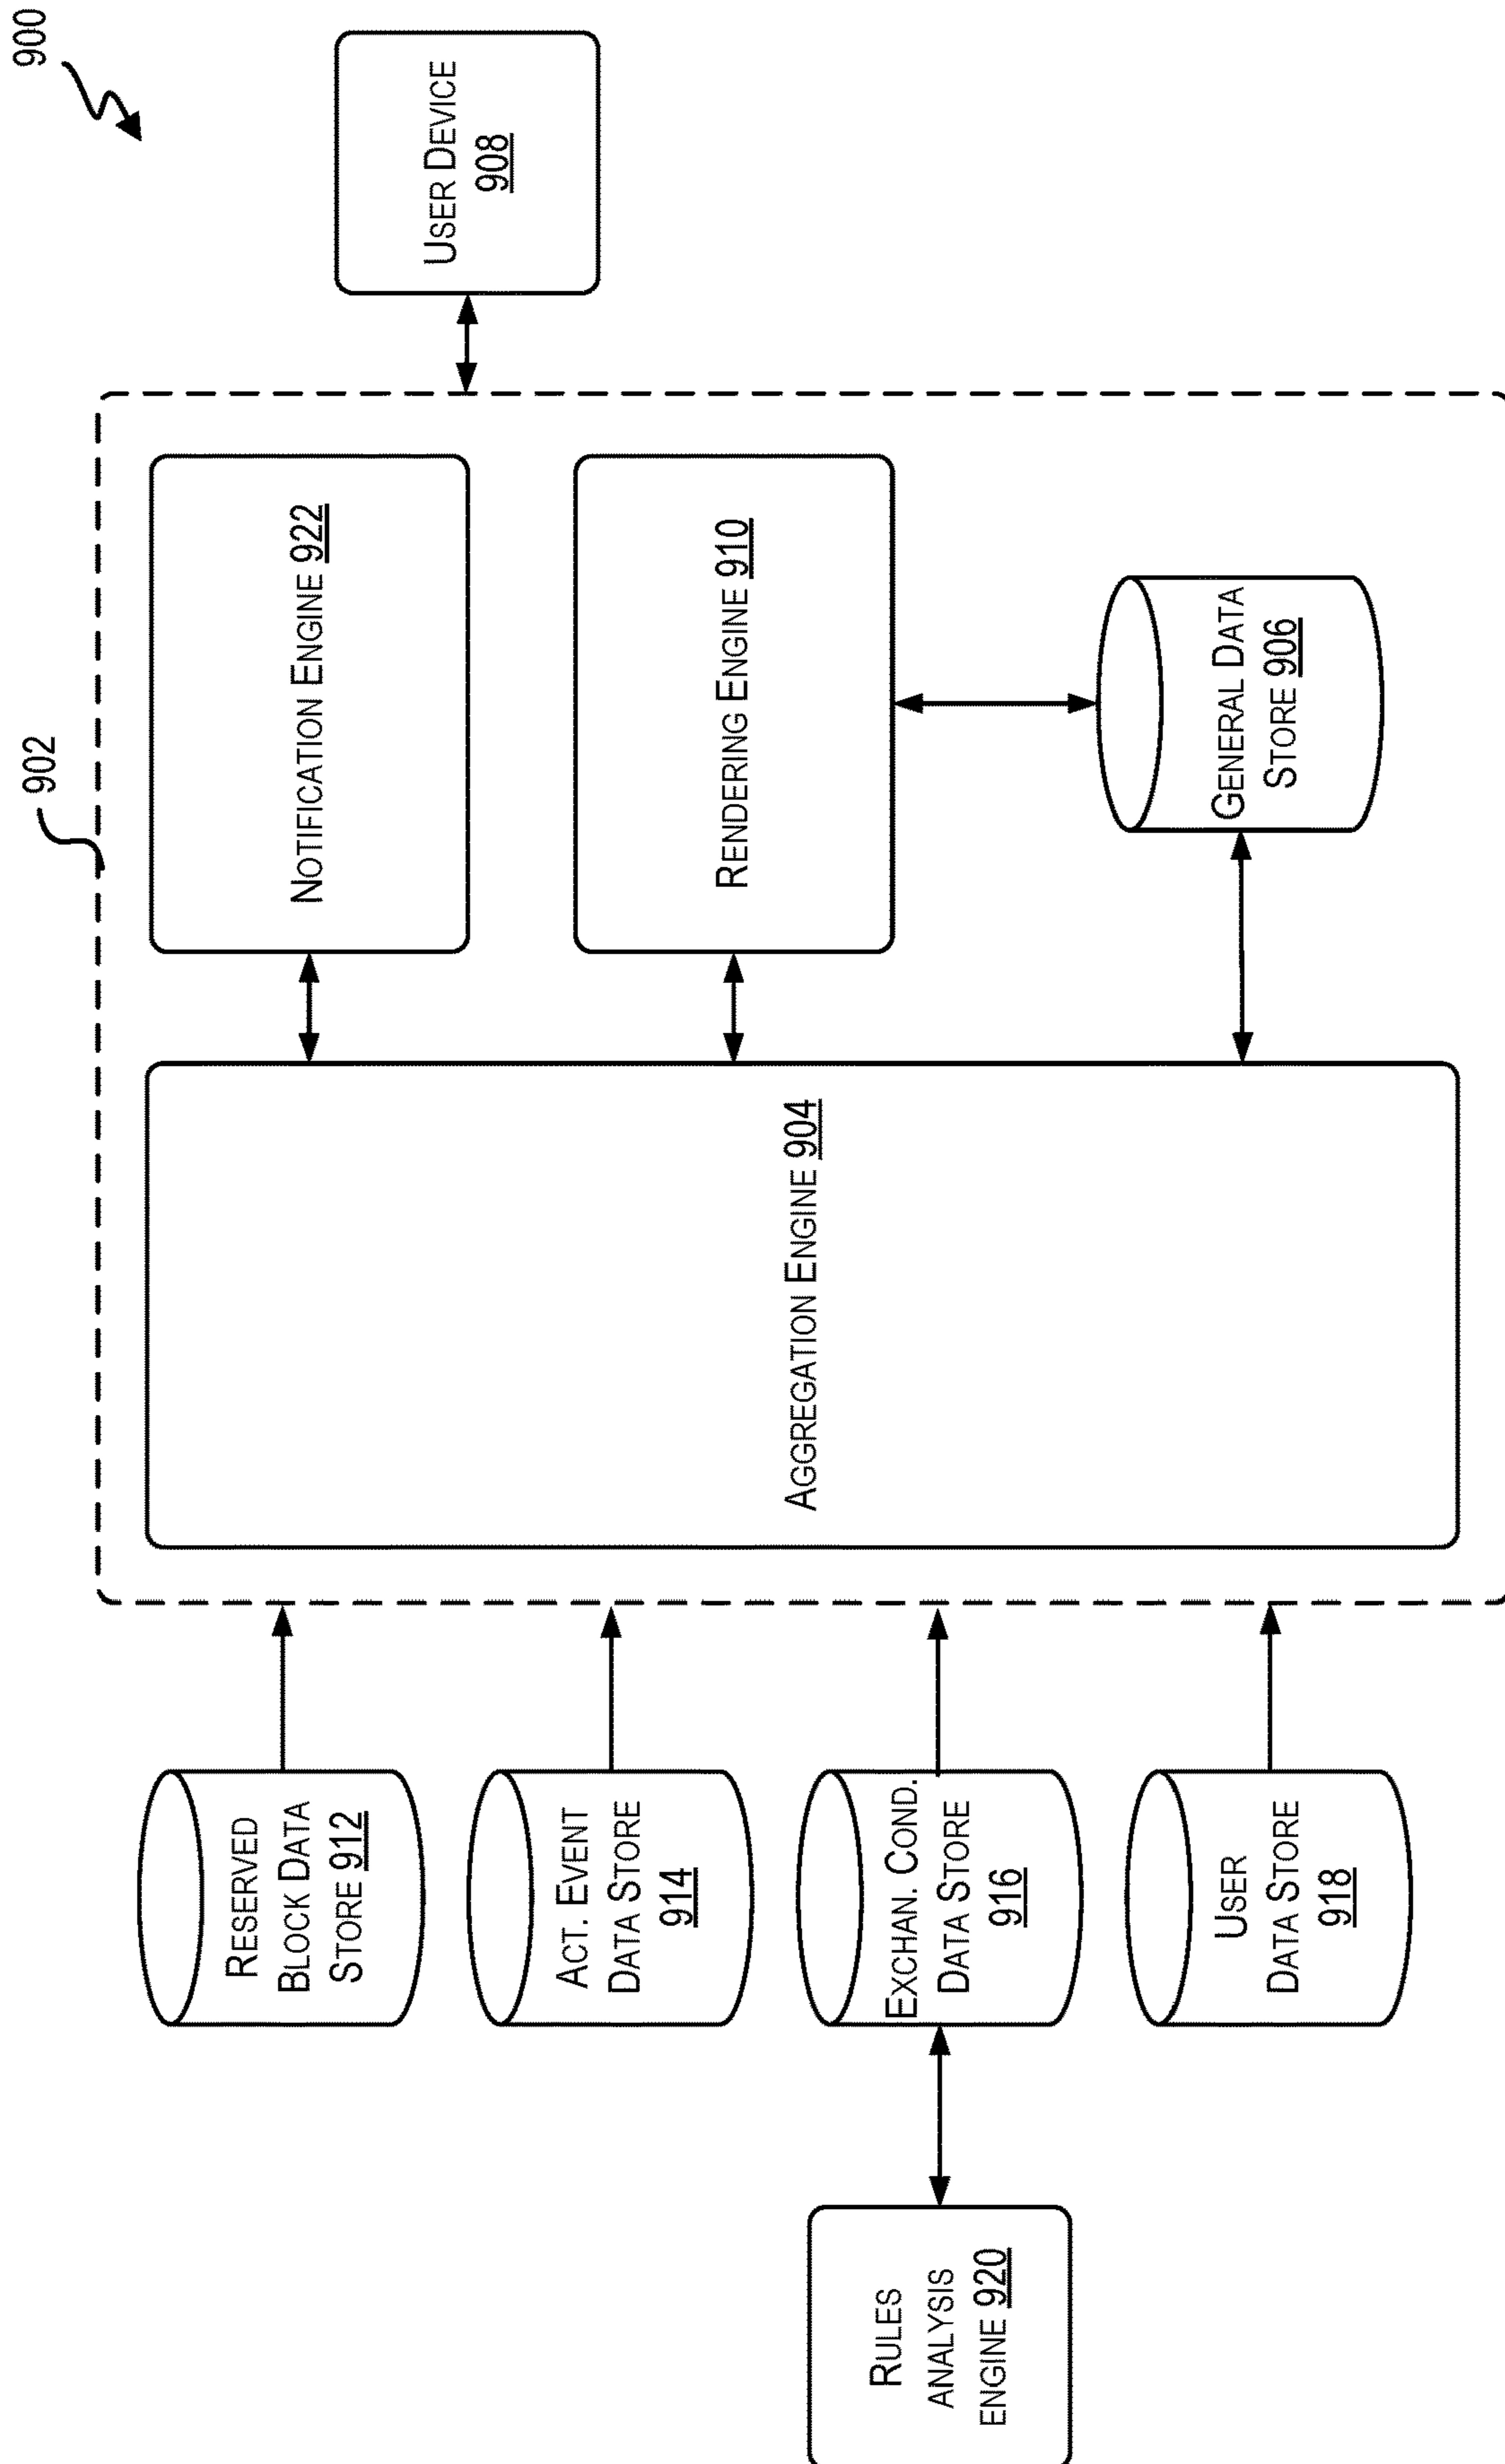 900
902
RESERVED
BLOCK DATA
STORE 912
ACT. EVENT
DATA STORE
914
EXCHAN. COND.
DATA STORE
916
USER
DATA STORE
918
RULES
ANALYSIS
ENGINE 920
AGGREGATION ENGINE 904
NOTIFICATION ENGINE 922
RENDERING ENGINE 910
GENERAL DATA
STORE 906
USER DEVICE
908